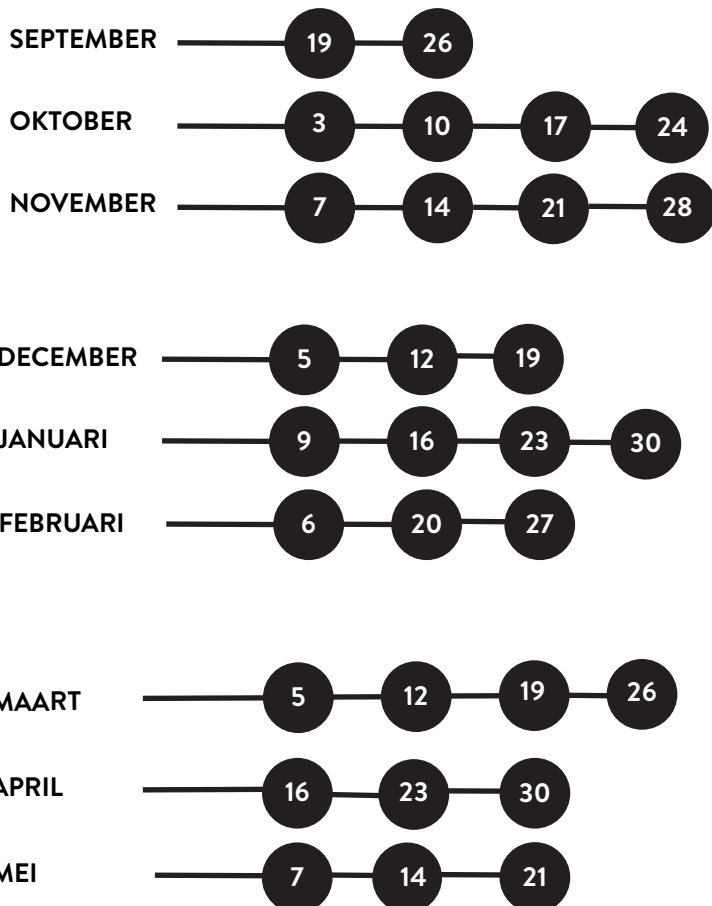 SEPTEMBER 19 26
OKTOBER 3 10 17 24
NOVEMBER 7 14 21 28
DECEMBER 5 12 19
JANUARI 9 16 23 30
FEBRUARI 6 20 27
MAART 5 12 19 26
APRIL 16 23 30
MEI 7 14 21